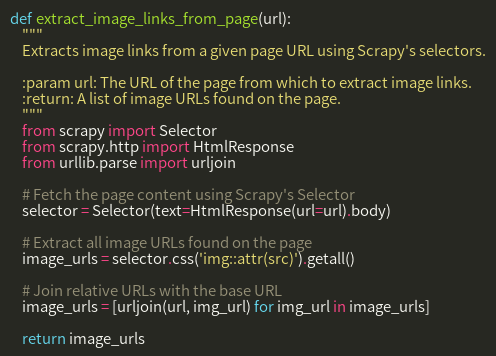 def extract_image_links_from_page(url):
    """
    Extracts image links from a given page URL using Scrapy's selectors.

    :param url: The URL of the page from which to extract image links.
    :return: A list of image URLs found on the page.
    """
    from scrapy import Selector
    from scrapy.http import HtmlResponse
    from urllib.parse import urljoin

    # Fetch the page content using Scrapy's Selector
    selector = Selector(text=HtmlResponse(url=url).body)

    # Extract all image URLs found on the page
    image_urls = selector.css('img::attr(src)').getall()

    # Join relative URLs with the base URL
    image_urls = [urljoin(url, img_url) for img_url in image_urls]

    return image_urls